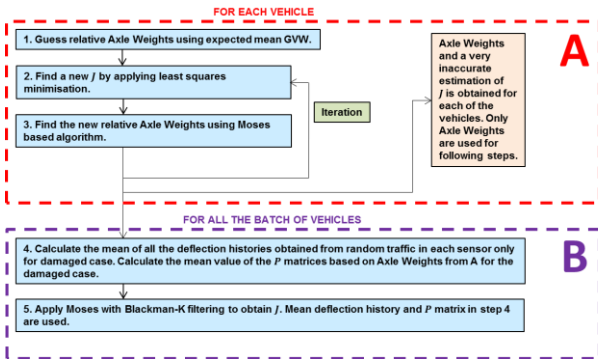 FOR EACH VEHICLE
A
1. Guess relative Axle Weights using expected mean GVW.
2. Find a new J by applying least squares
minimisation.
3. Find the new relative Axle Weights using Moses
based algorithm.
Iteration
Axle Weights
and a very
inaccurate
estimation of
J is obtained for
each of the
vehicles. Only
Axle Weights
are used for
following steps.
FOR ALL THE BATCH OF VEHICLES
B
4. Calculate the mean of all the deflection histories obtained from random traffic in each sensor only
for damaged case. Calculate the mean value of the P matrices based on Axle Weights from A for the
damaged case.
5. Apply Moses with Blackman-K filtering to obtain J. Mean deflection history and P matrix in step 4
are used.